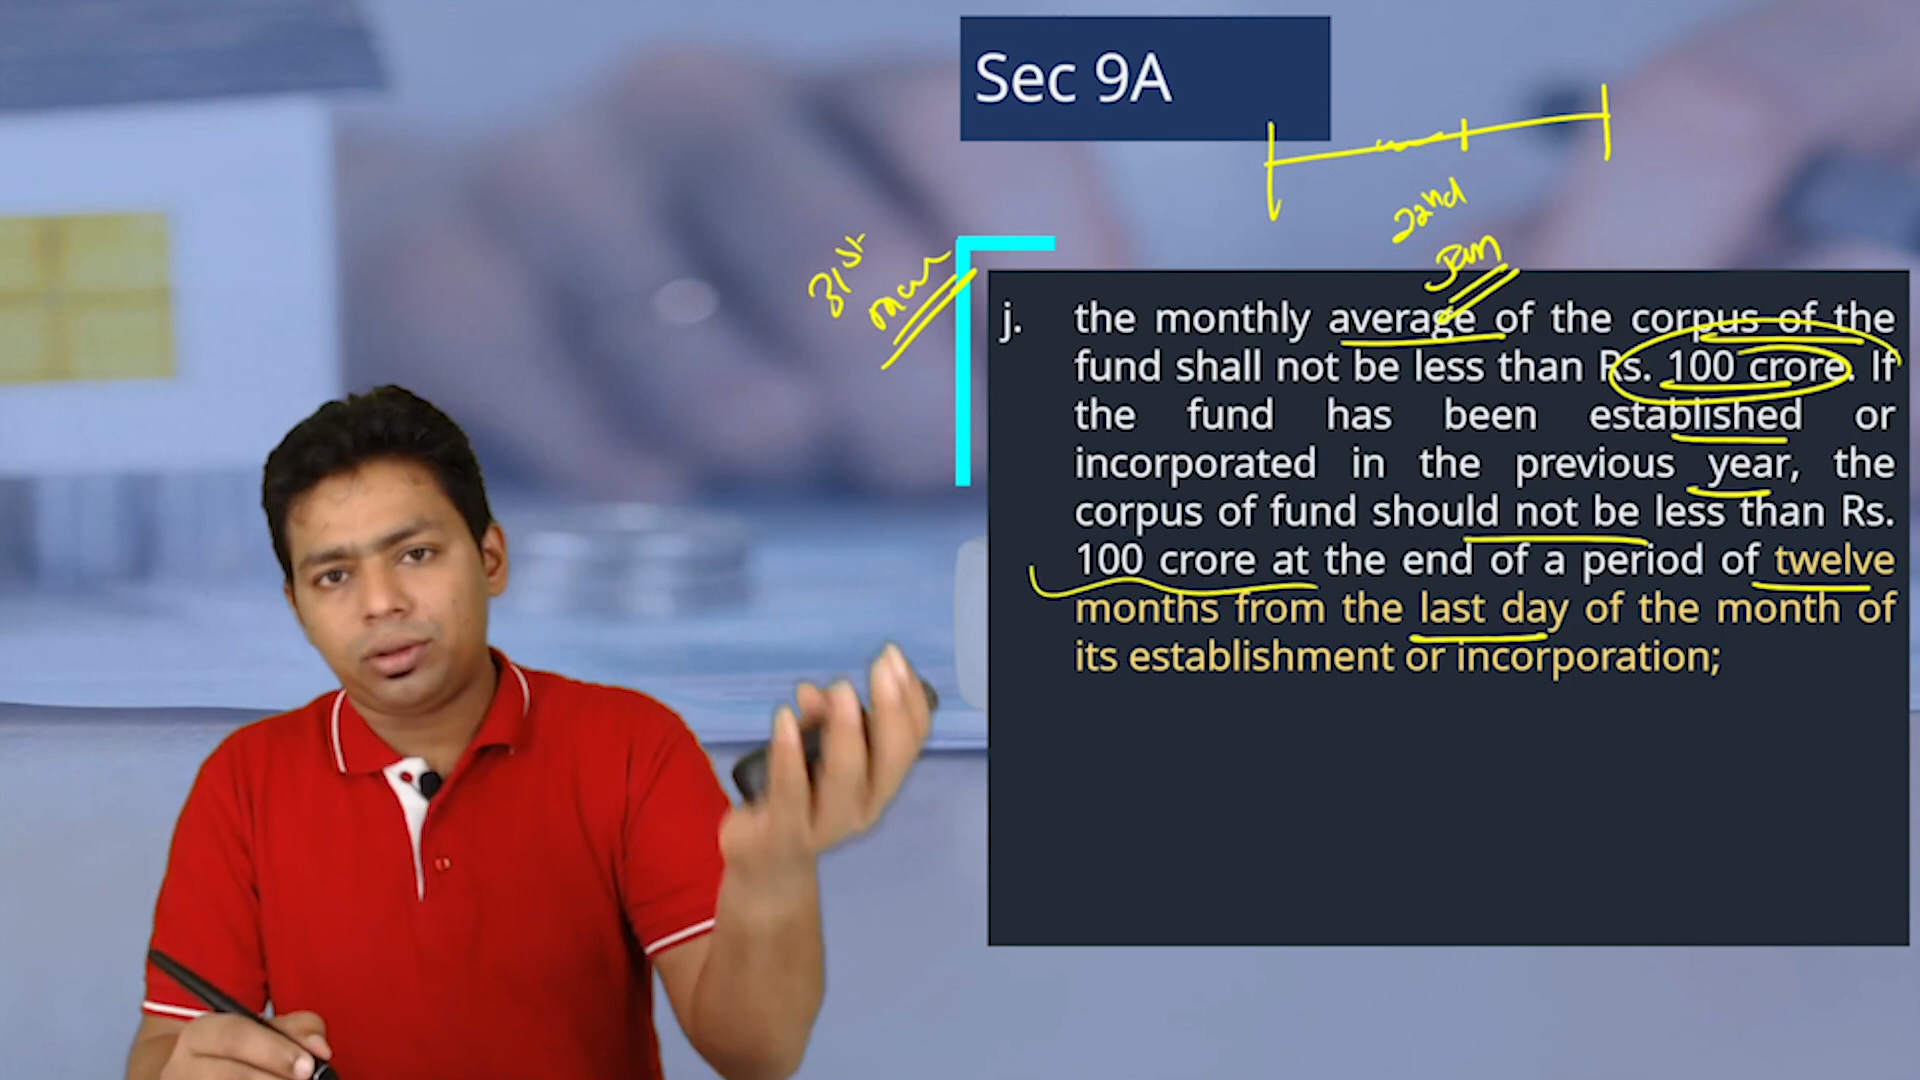 Sec 9A
22nd
Jan
31st
j. the monthly average of the corpus of the
fund shall not be less than Rs. 100 crore. If
the fund has been established or
incorporated in the previous year, the
corpus of fund should not be less than Rs.
100 crore at the end of a period of twelve
months from the last day of the month of
its establishment or incorporation;